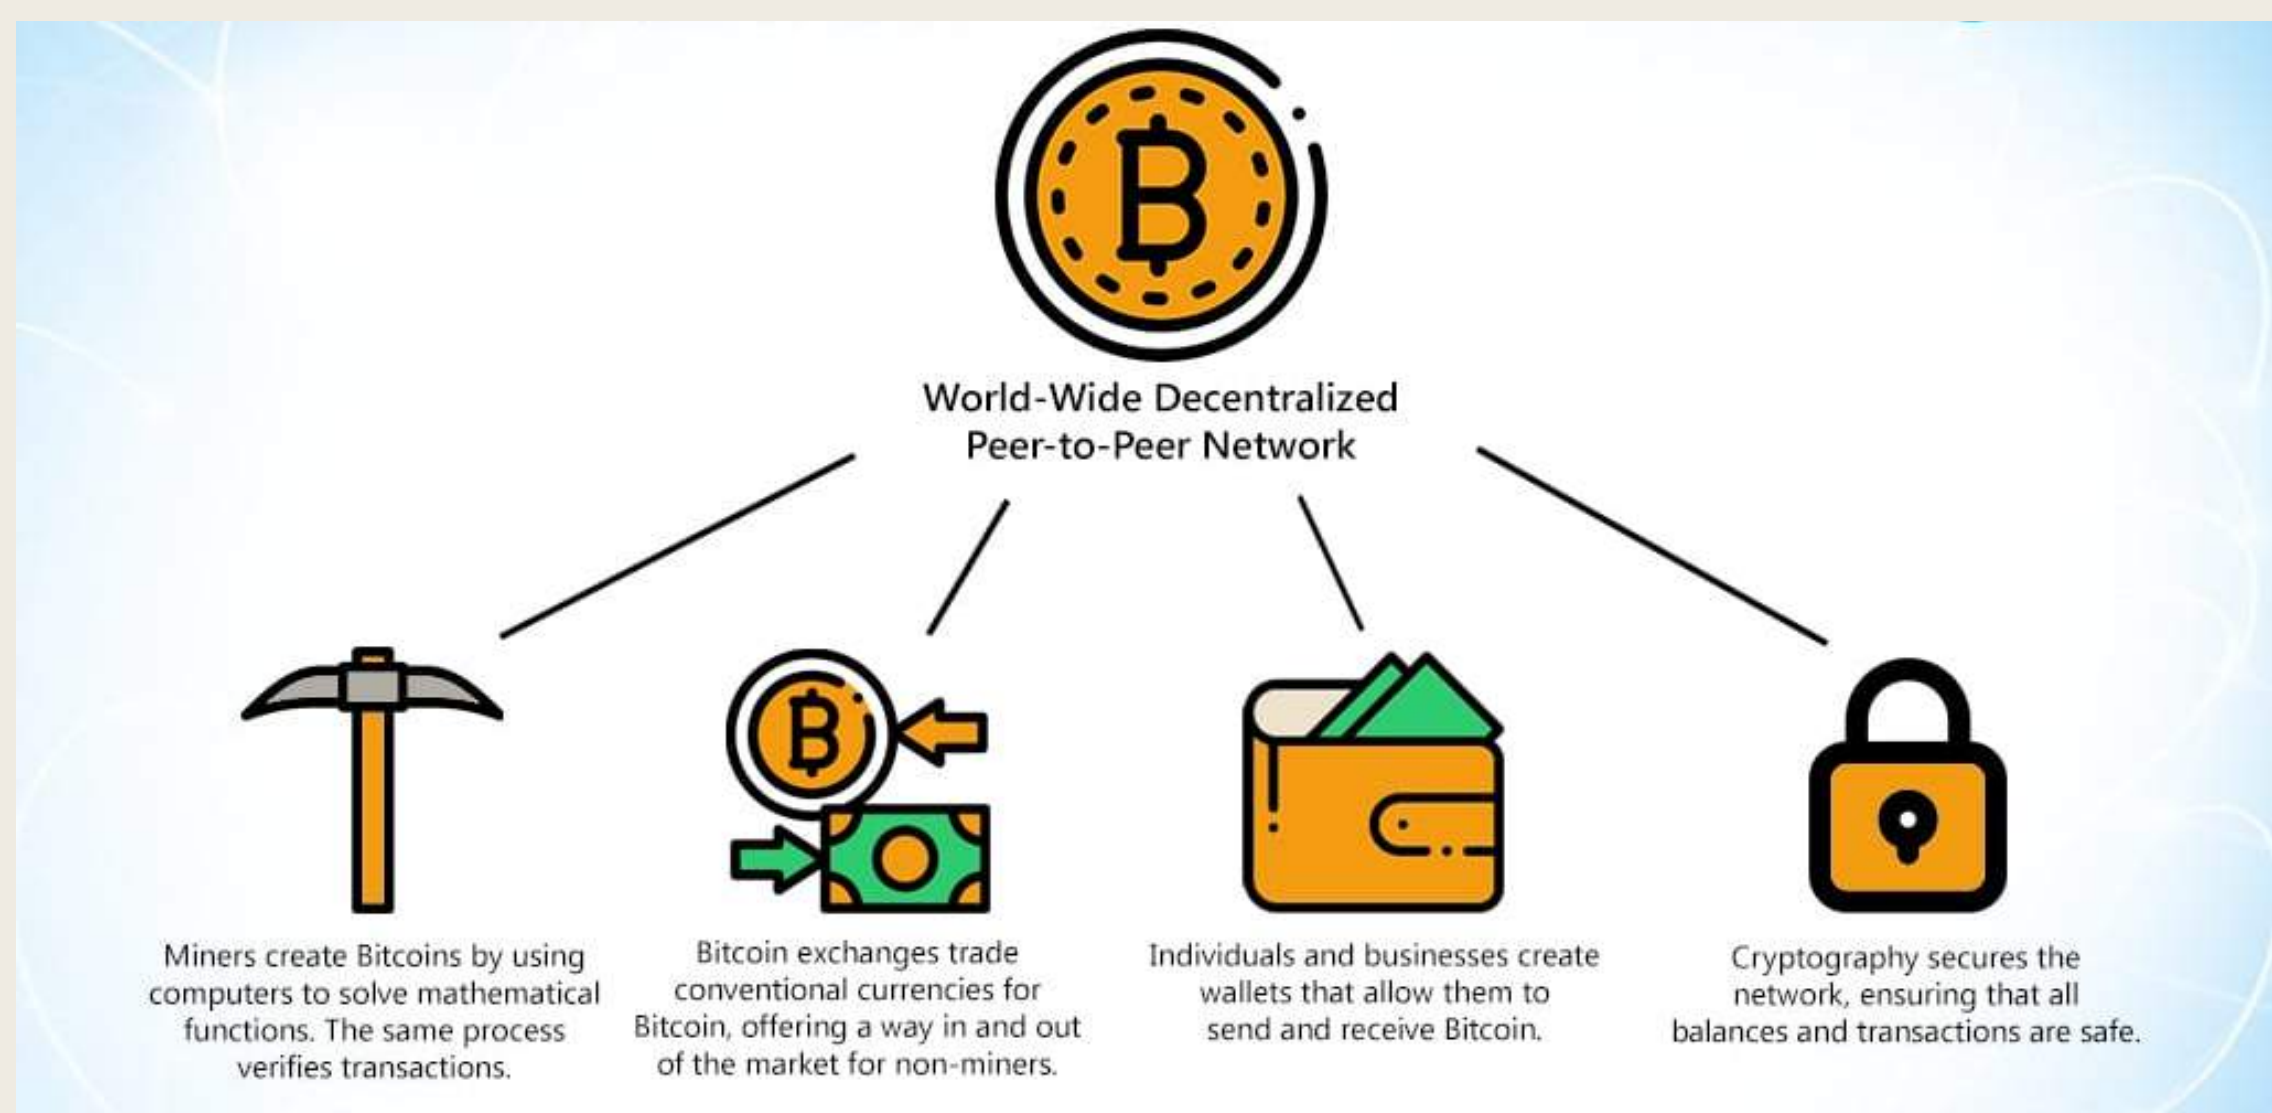 World-Wide Decentralized
Peer-to-Peer Network
Miners create Bitcoins by using
computers to solve mathematical
functions. The same process
verifies transactions.
Bitcoin exchanges trade
conventional currencies for
Bitcoin, offering a way in and out
of the market for non-miners.
Individuals and businesses create
wallets that allow them to
send and receive Bitcoin.
Cryptography secures the
network, ensuring that all
balances and transactions are safe.